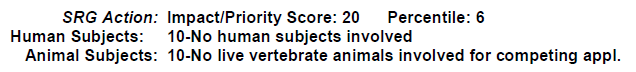 SRG Action: Impact/Priority Score: 20 Percentile: 6
Human Subjects: 10-No human subjects involved
Animal Subjects: 10-No live vertebrate animals involved for competing appl.